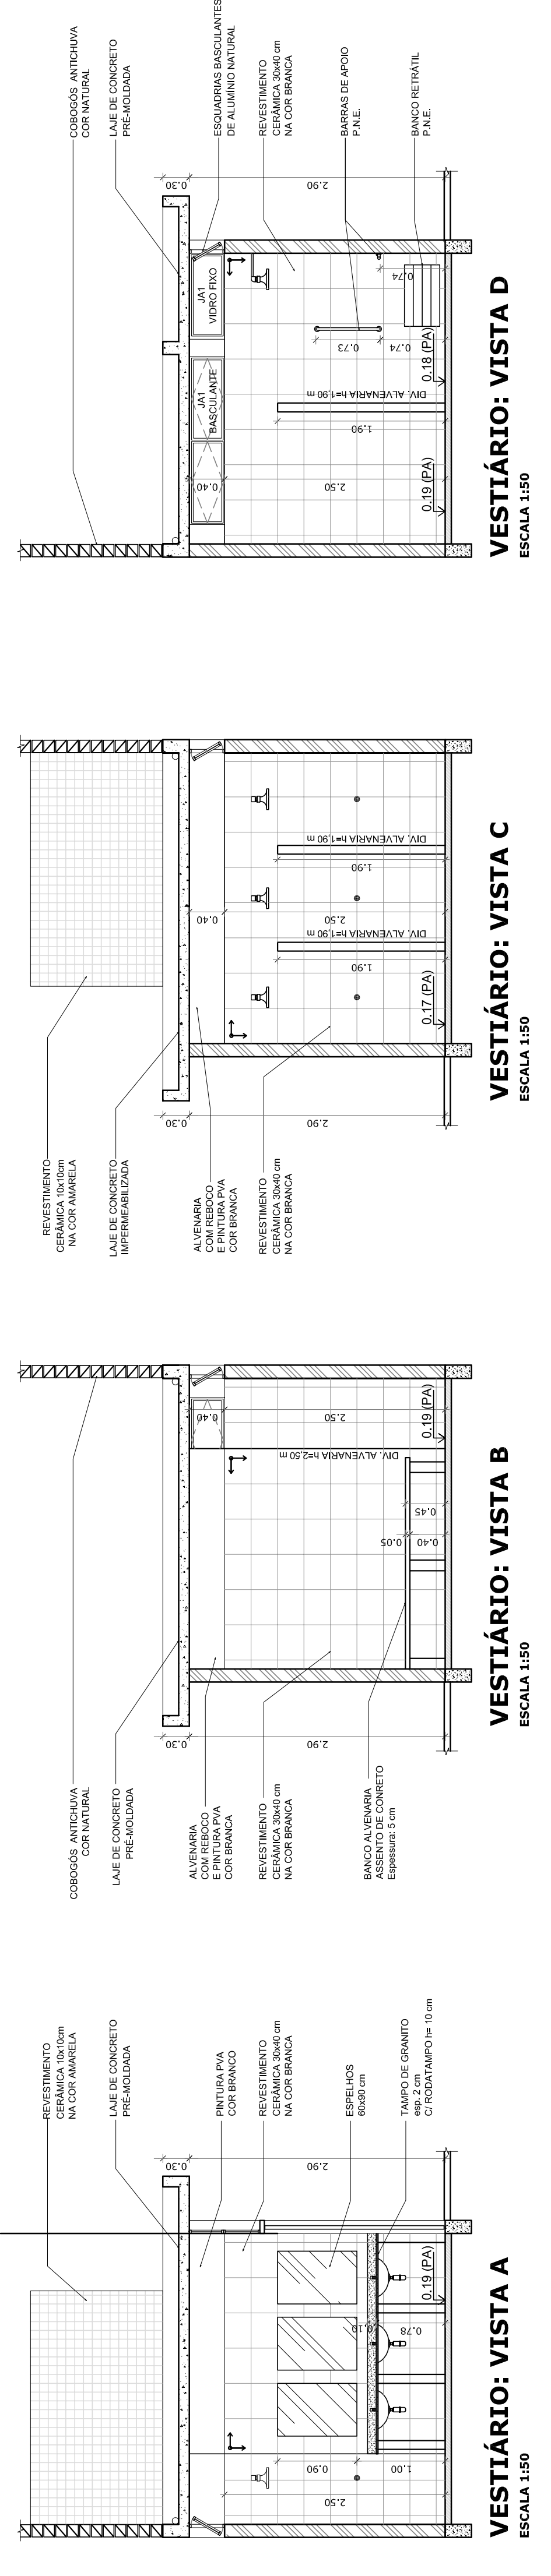 REVESTIMENTO
CERÂMICA 10x10cm
NA COR AMARELA
LAJE DE CONCRETO
PRÉ-MOLDADA
PINTURA PVA
COR BRANCO
REVESTIMENTO
CERÂMICA 30x40 cm
NA COR BRANCA
ESPELHOS
60x90 cm
TAMPO DE GRANITO
esp. 2 cm
C/ RODATAMPO h= 10 cm
0.30
2.90
2.50
0.90
1.00
0.10
0.78
0.19 (PA)
VESTIÁRIO: VISTA A
ESCALA 1:50
COBOGÓS ANTICHUVA
COR NATURAL
LAJE DE CONCRETO
PRÉ-MOLDADA
ALVENARIA
COM REBOCO
E PINTURA PVA
COR BRANCA
REVESTIMENTO
CERÂMICA 30x40 cm
NA COR BRANCA
BANCO ALVENARIA
ASSENTO DE CONRETO
Espessura: 5 cm
0.30
2.90
0.40
2.50
DIV. ALVENARIA h=2,50 m
0.05
0.40
0.45
0.19 (PA)
VESTIÁRIO: VISTA B
ESCALA 1:50
REVESTIMENTO
CERÂMICA 10x10cm
NA COR AMARELA
LAJE DE CONCRETO
IMPERMEABILIZADA
ALVENARIA
COM REBOCO
E PINTURA PVA
COR BRANCA
REVESTIMENTO
CERÂMICA 30x40 cm
NA COR BRANCA
0.30
2.90
0.40
2.50
1.90
DIV. ALVENARIA h=1,90 m
1.90
DIV. ALVENARIA h=1,90 m
0.17 (PA)
VESTIÁRIO: VISTA C
ESCALA 1:50
COBOGÓS ANTICHUVA
COR NATURAL
LAJE DE CONCRETO
PRÉ-MOLDADA
ESQUADRIAS BASCULANTES
DE ALUMÍNIO NATURAL
REVESTIMENTO
CERÂMICA 30x40 cm
NA COR BRANCA
BARRAS DE APOIO
P.N.E.
BANCO RETRÁTIL
P.N.E.
0.30
2.90
JA1
VIDRO FIXO
JA1
BASCULANTE
0.40
2.50
1.90
DIV. ALVENARIA h=1,90 m
0.73
0.74
0.74
0.19 (PA)
0.18 (PA)
VESTIÁRIO: VISTA D
ESCALA 1:50